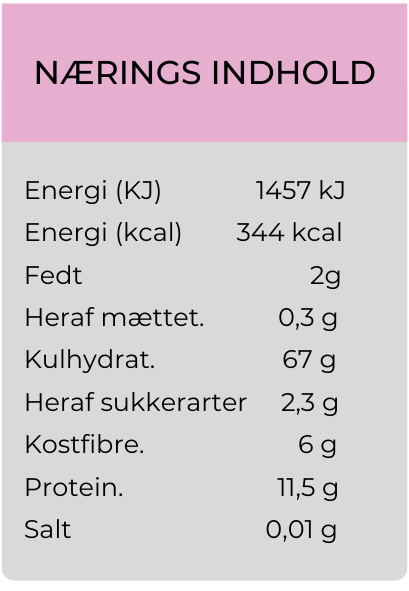 NÆRINGS INDHOLD
Energi (KJ) 1457 kJ
Energi (kcal) 344 kcal
Fedt 2g
Heraf mættet. 0,3 g
Kulhydrat. 67 g
Heraf sukkerarter 2,3 g
Kostfibre. 6 g
Protein. 11,5 g
Salt 0,01 g